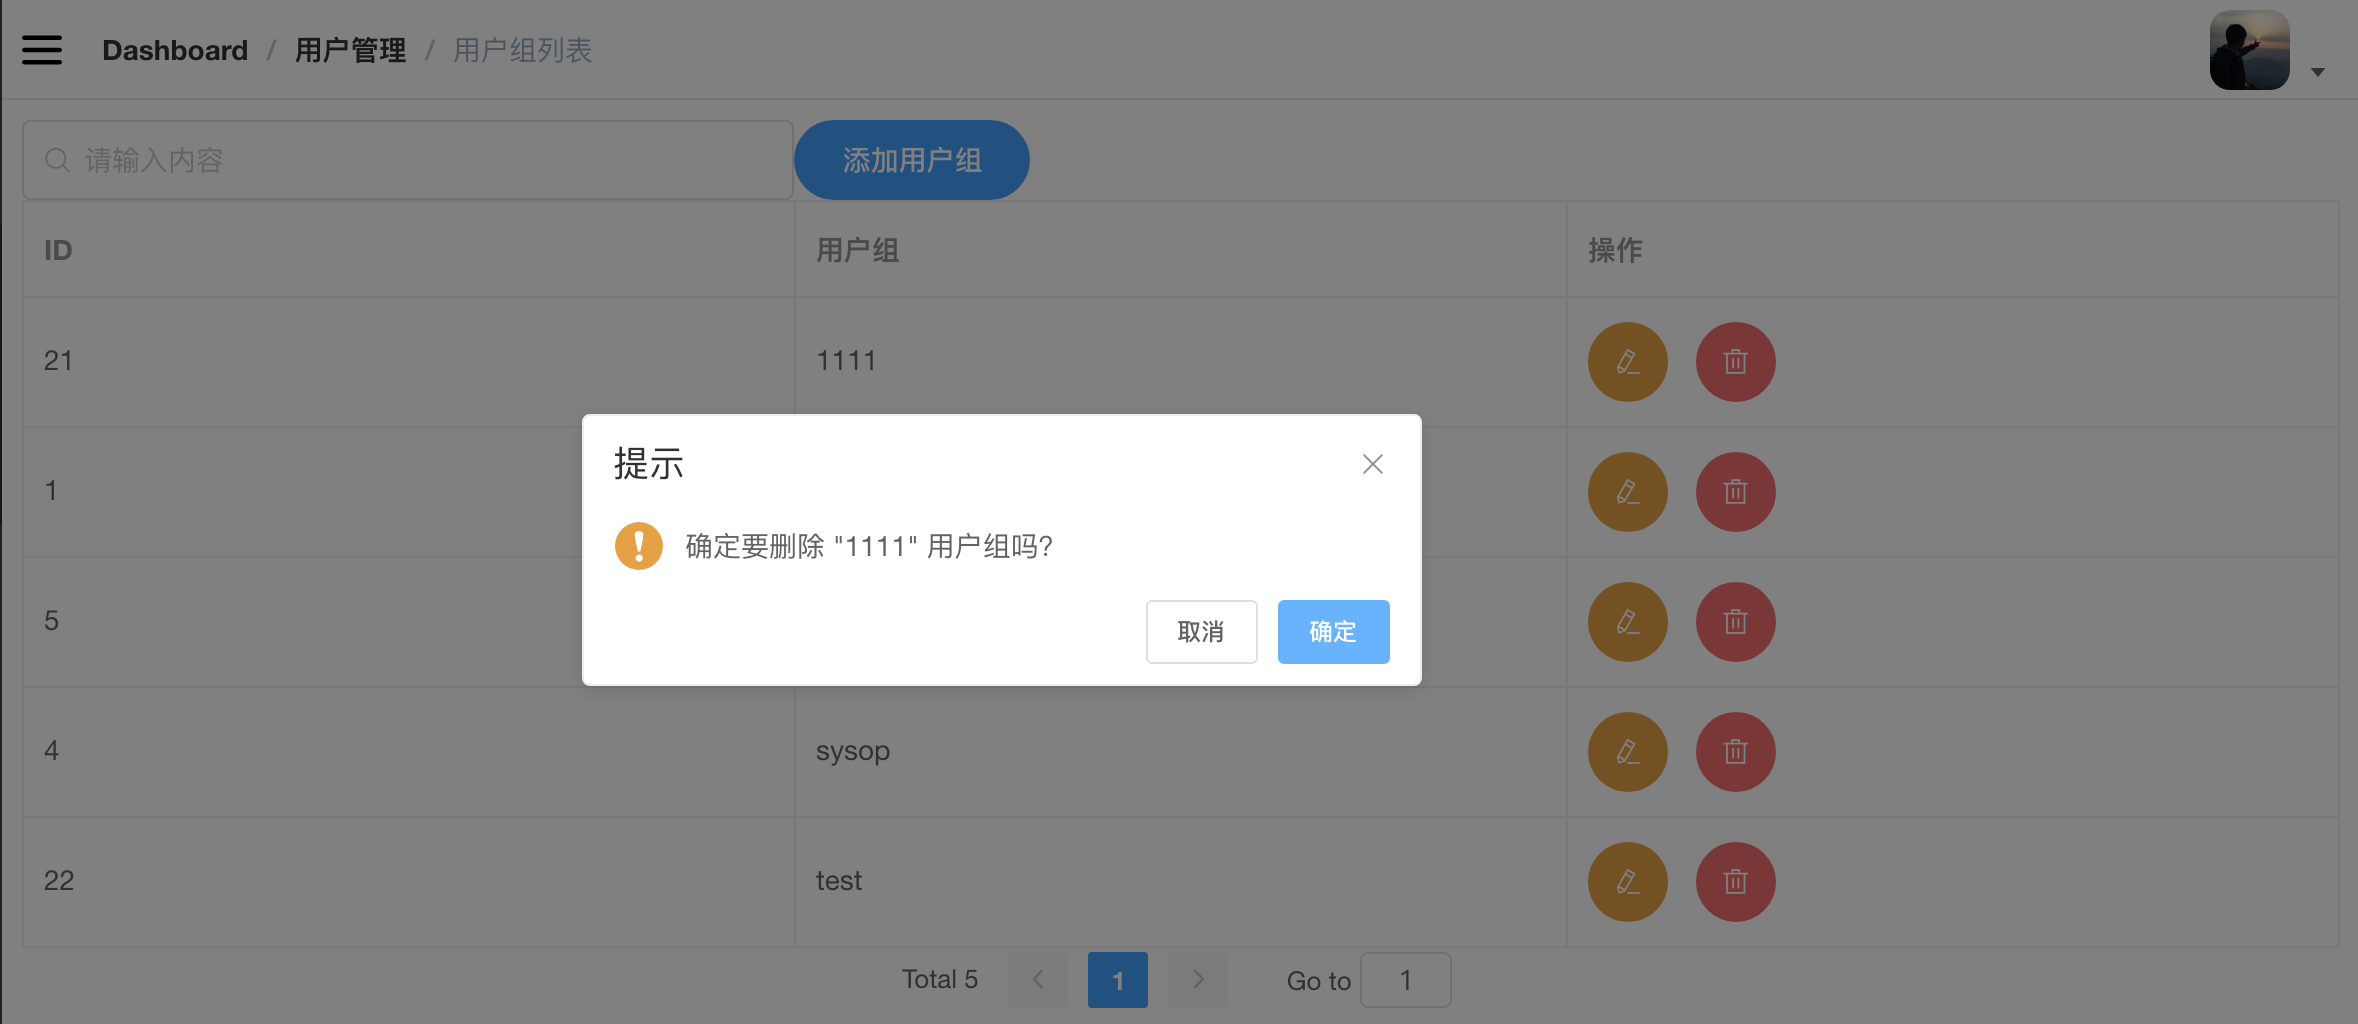 Dashboard / 用户管理 / 用户组列表
请输入内容 添加用户组
ID 用户组 操作
21 1111
1
5
提示
确定要删除 "1111" 用户组吗?
取消 确定
4 sysop
22 test
Total 5 1 Go to 1